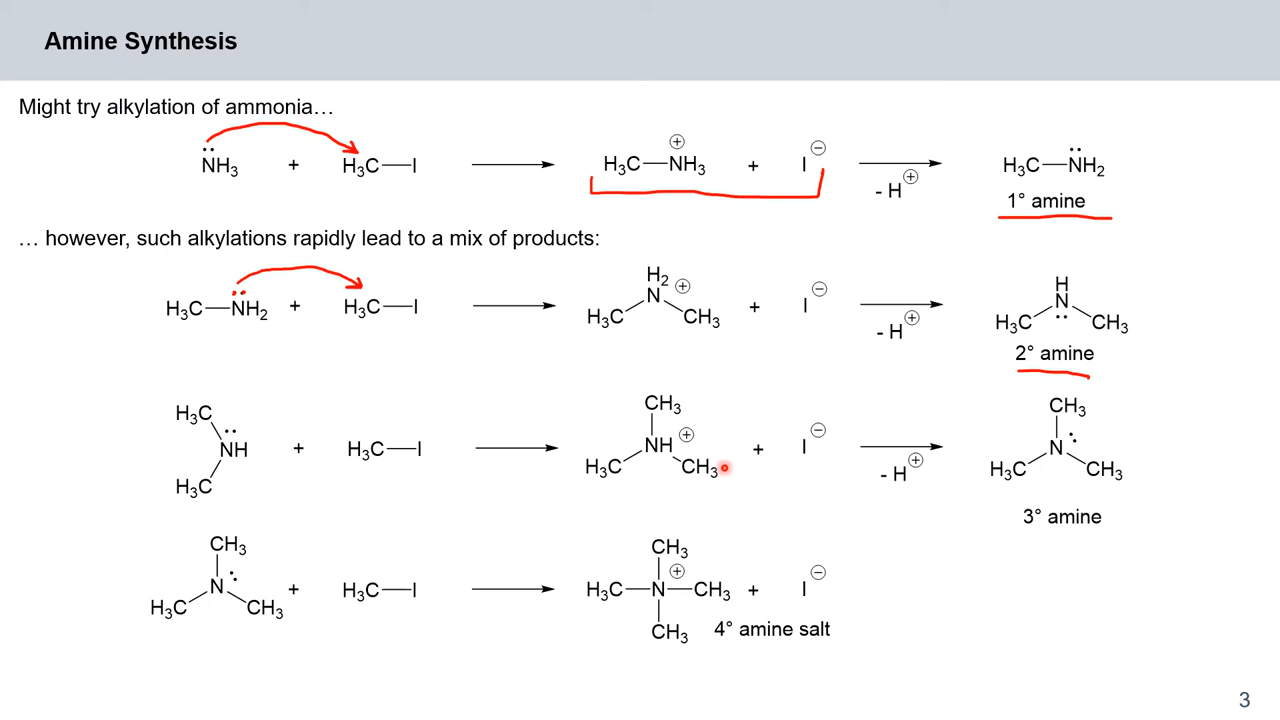 Amine Synthesis
Might try alkylation of ammonia…
NH₃ + H₃C—I H₃C—NH₃ ⊕ + I ⊖ - H ⊕ H₃C—NH₂
1° amine
… however, such alkylations rapidly lead to a mix of products:
H₃C—NH₂ + H₃C—I H₃C H₂ N ⊕ CH₃ + I ⊖ - H ⊕ H₃C H N CH₃
2° amine
H₃C NH H₃C + H₃C—I CH₃ NH ⊕ H₃C CH₃ + I ⊖ - H ⊕ CH₃ N H₃C CH₃
3° amine
CH₃ N H₃C CH₃ + H₃C—I CH₃ ⊕ H₃C—N—CH₃ CH₃ + I ⊖
4° amine salt
3